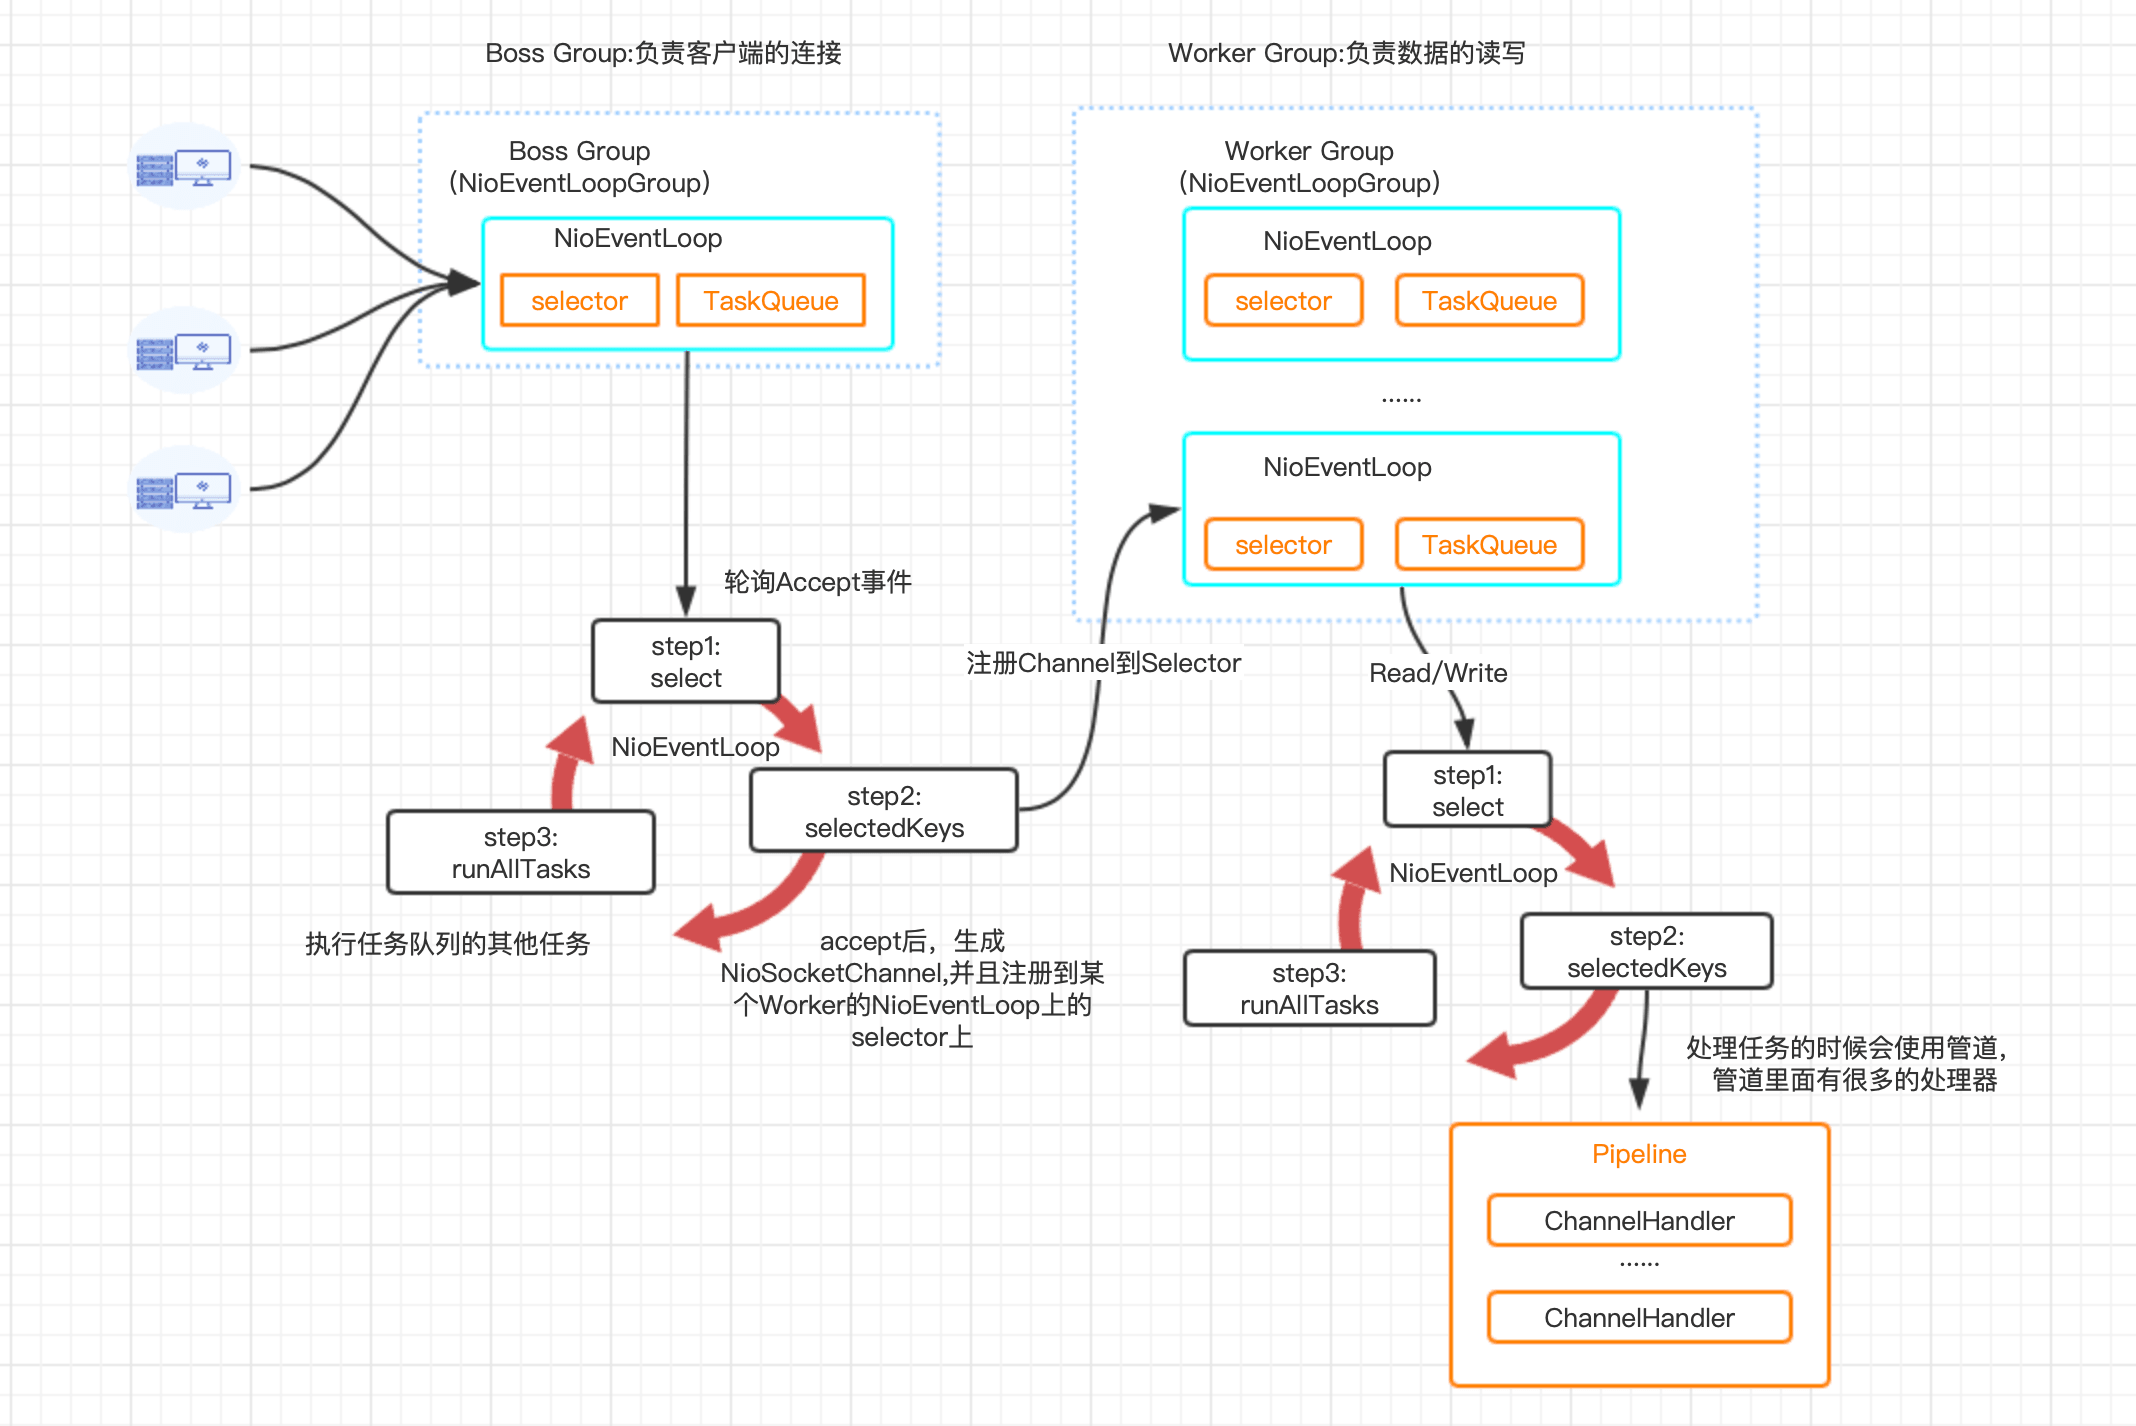 Boss Group:负责客户端的连接
Worker Group:负责数据的读写
Boss Group
(NioEventLoopGroup)
NioEventLoop
selector
TaskQueue
Worker Group
(NioEventLoopGroup)
NioEventLoop
selector
TaskQueue
......
NioEventLoop
selector
TaskQueue
轮询Accept事件
step1:
select
NioEventLoop
step2:
selectedKeys
step3:
runAllTasks
执行任务队列的其他任务
accept后，生成
NioSocketChannel,并且注册到某
个Worker的NioEventLoop上的
selector上
注册Channel到Selector
Read/Write
step1:
select
NioEventLoop
step2:
selectedKeys
step3:
runAllTasks
处理任务的时候会使用管道,
管道里面有很多的处理器
Pipeline
ChannelHandler
......
ChannelHandler